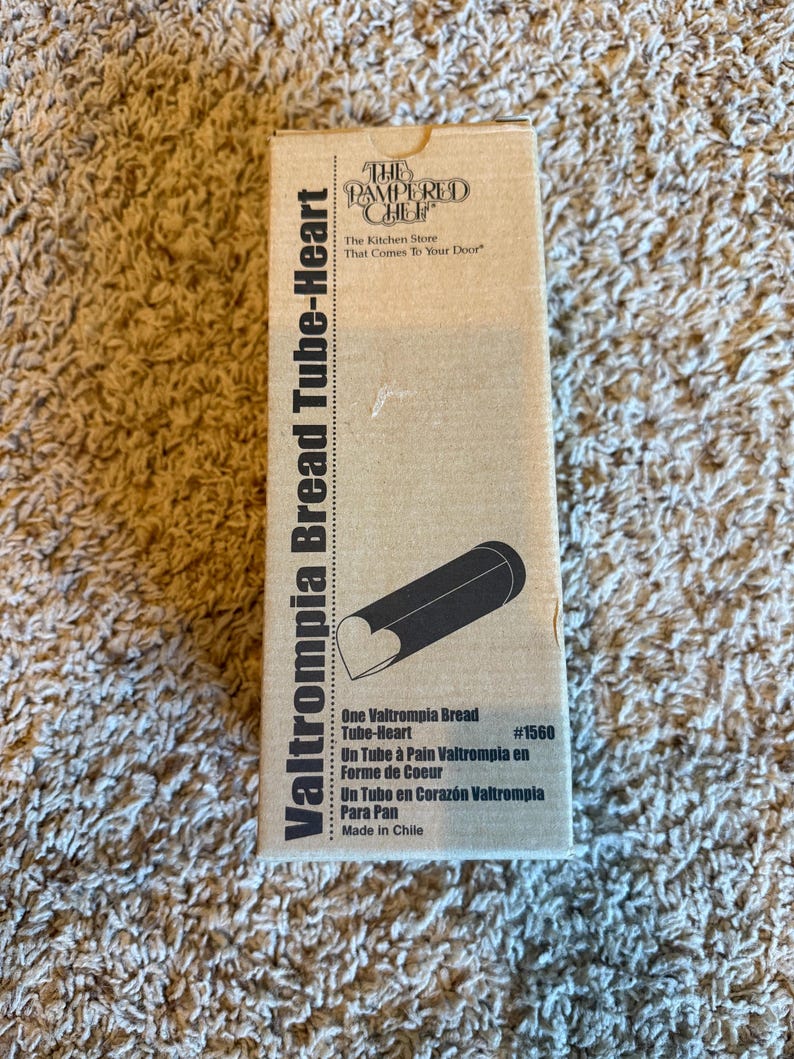 Valtrompia Bread Tube-Heart
THE
PAMPERED
CHEF®
The Kitchen Store
That Comes To Your Door®
One Valtrompia Bread
Tube-Heart #1560
Un Tube à Pain Valtrompia en
Forme de Coeur
Un Tubo en Corazón Valtrompia
Para Pan
Made in Chile